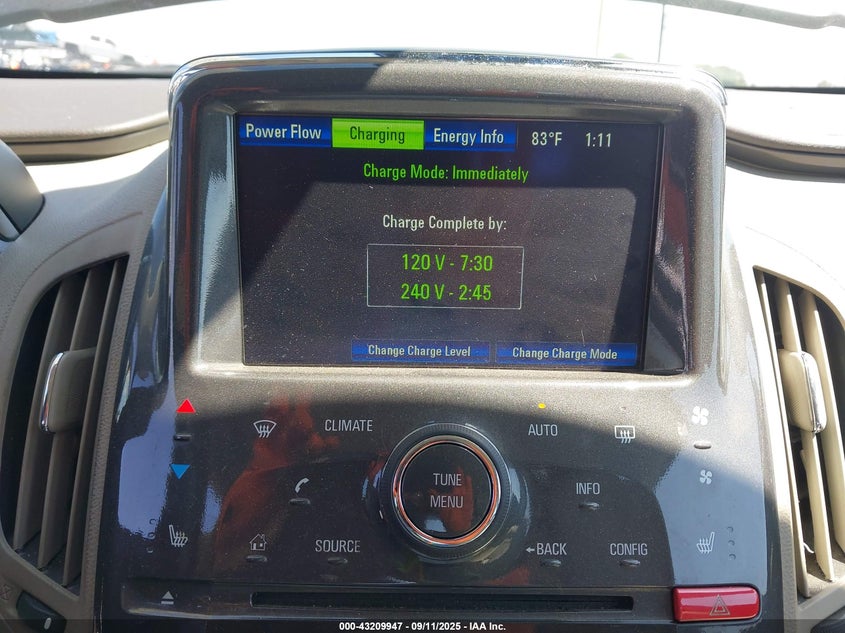 Power Flow Charging Energy Info 83°F 1:11
Charge Mode: Immediately
Charge Complete by:
120 V - 7:30
240 V - 2:45
Change Charge Level Change Charge Mode
CLIMATE AUTO
TUNE
MENU
INFO
SOURCE BACK CONFIG
000-43209947 - 09/11/2025 - IAA Inc.